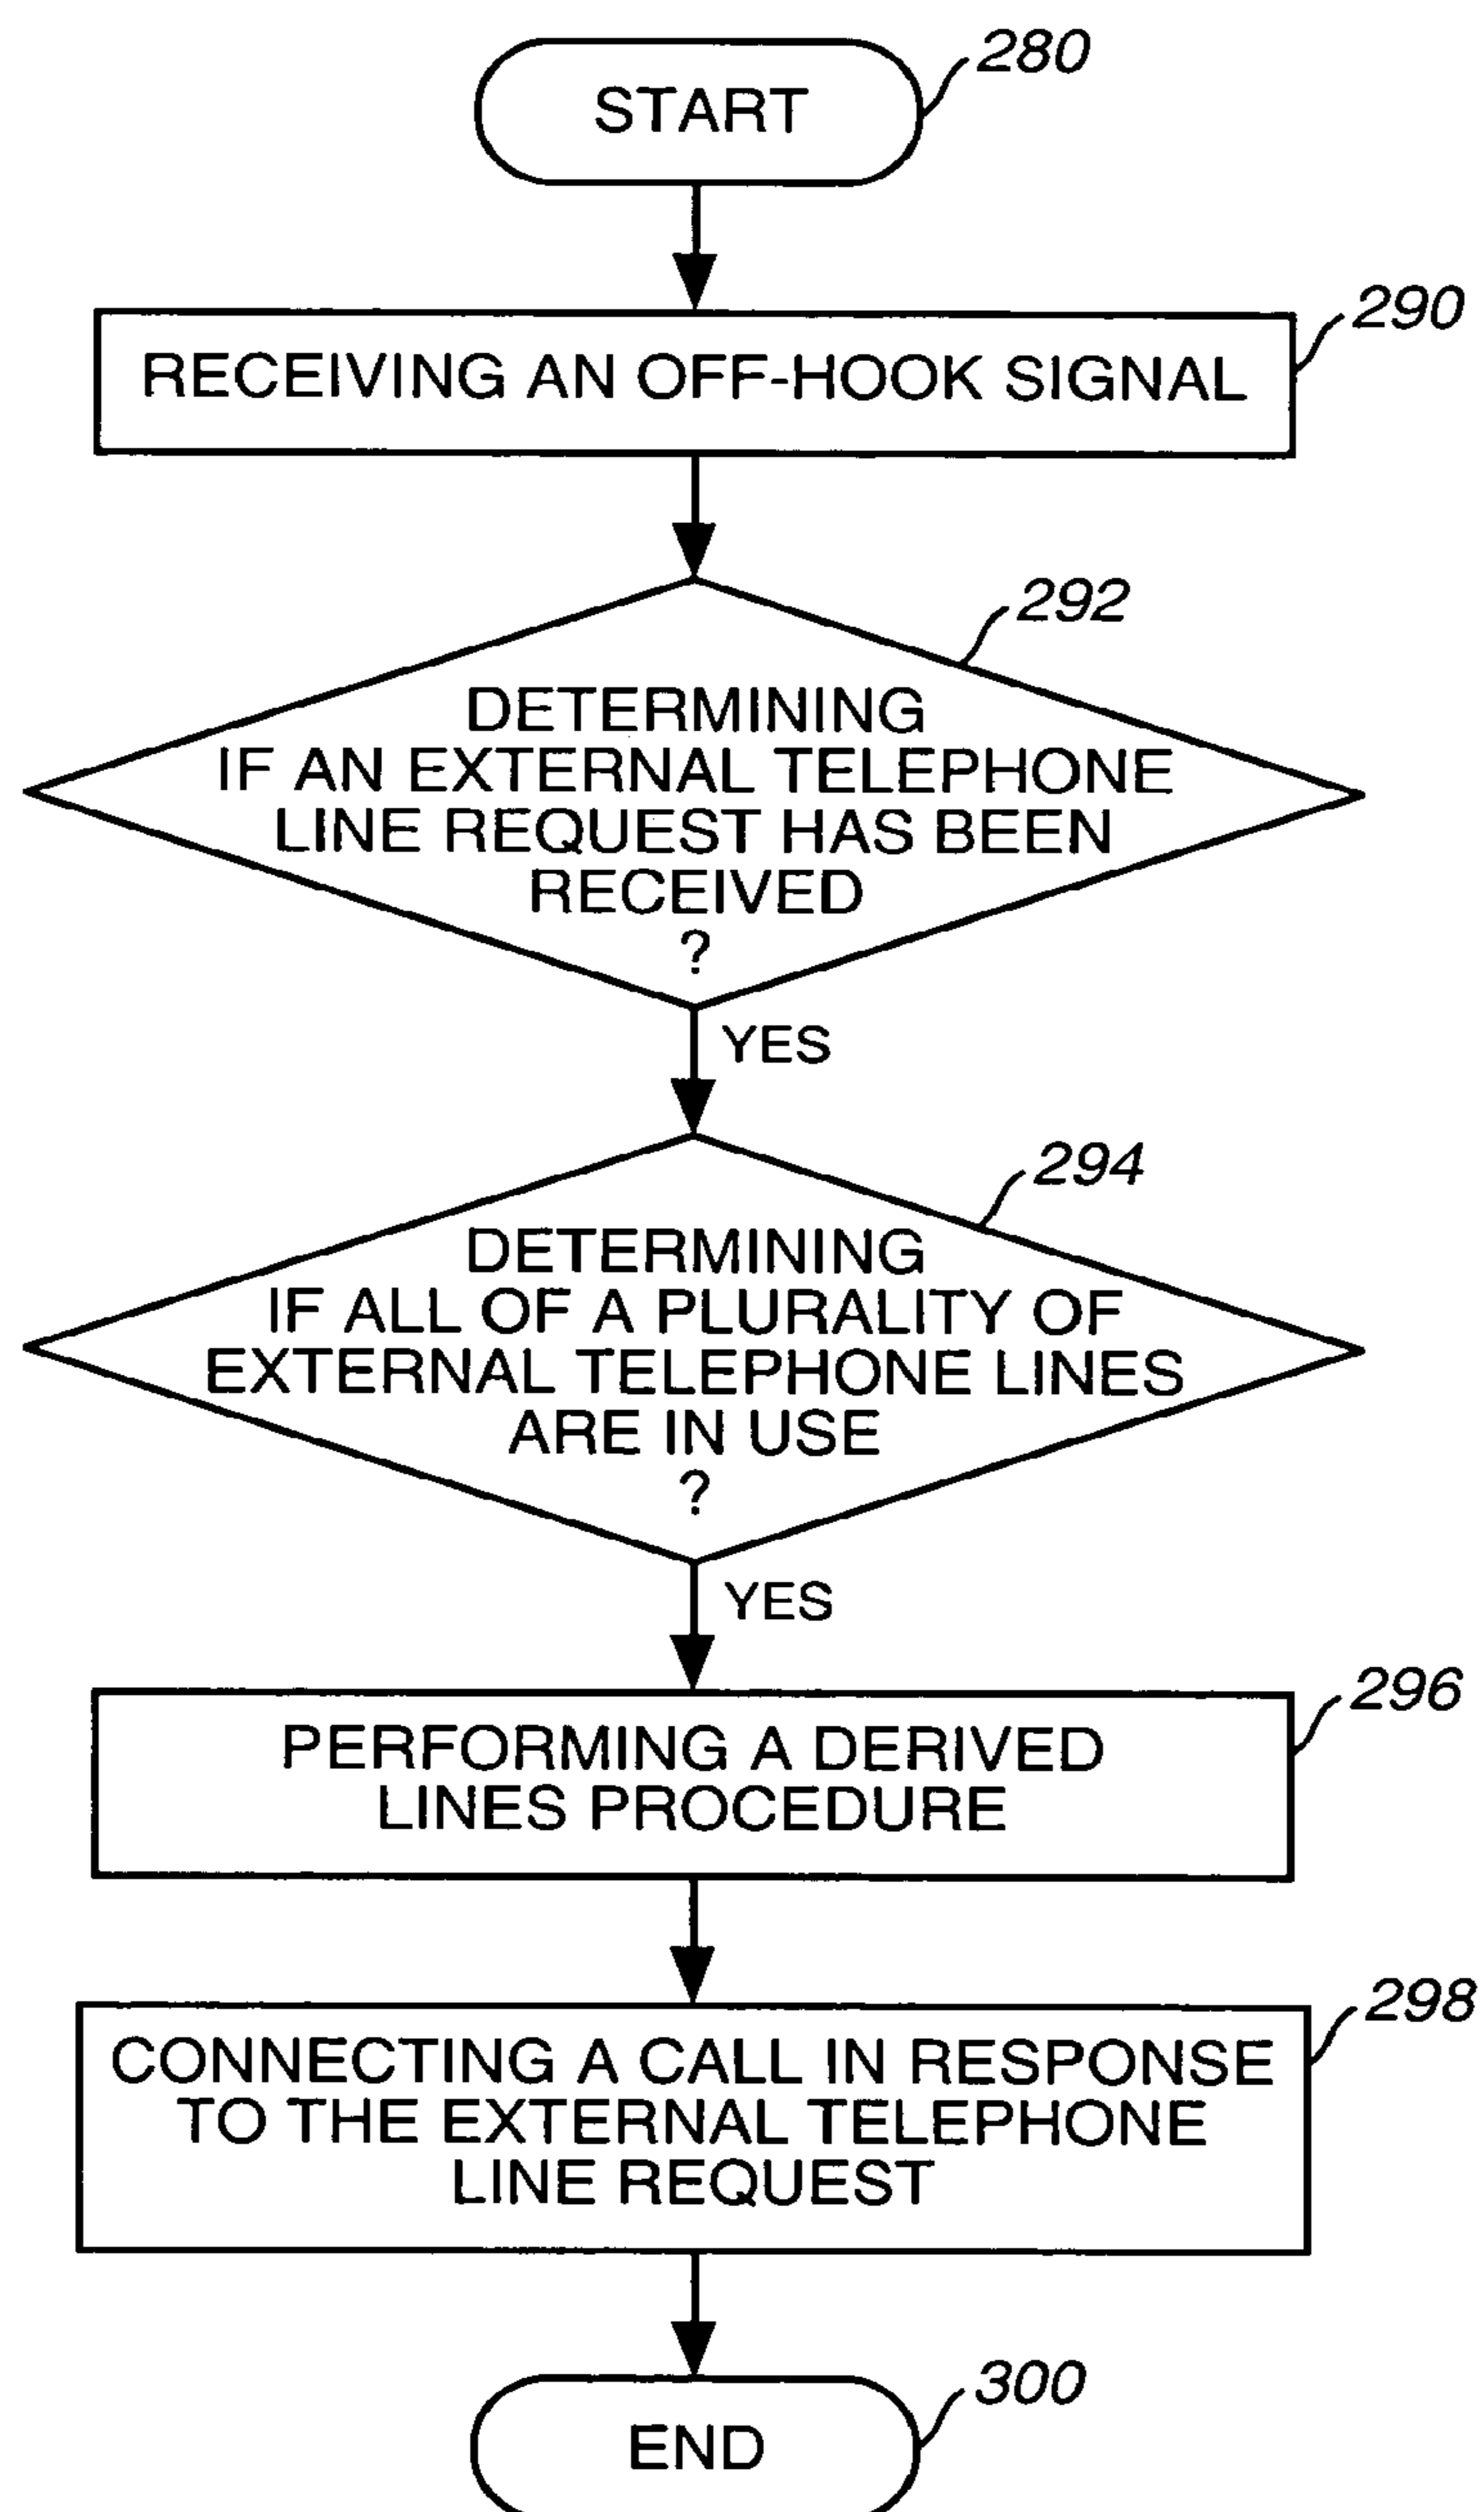 280
START
290
RECEIVING AN OFF-HOOK SIGNAL
292
DETERMINING
IF AN EXTERNAL TELEPHONE
LINE REQUEST HAS BEEN
RECEIVED
?
YES
294
DETERMINING
IF ALL OF A PLURALITY OF
EXTERNAL TELEPHONE LINES
ARE IN USE
?
YES
296
PERFORMING A DERIVED
LINES PROCEDURE
298
CONNECTING A CALL IN RESPONSE
TO THE EXTERNAL TELEPHONE
LINE REQUEST
300
END